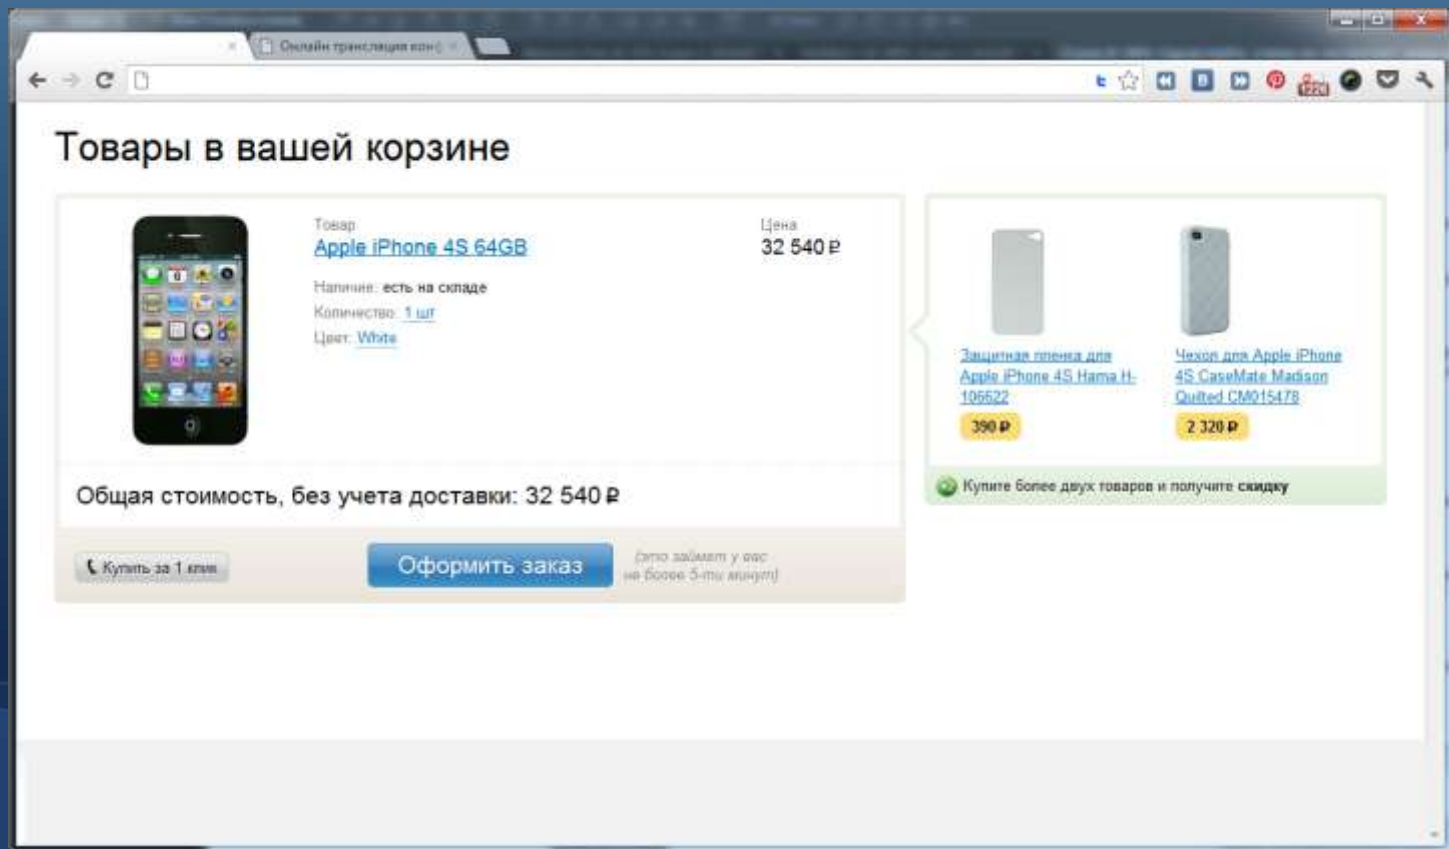 Онлайн трансляция конф
Товары в вашей корзине
Товар
Apple iPhone 4S 64GB
Цена
32 540 ₽
Наличие: есть на складе
Количество: 1 шт
Цвет: White
Общая стоимость, без учета доставки: 32 540 ₽
Купить за 1 клик
Оформить заказ
(это займет у вас
не более 5-ти минут)
Защитная пленка для
Apple iPhone 4S Hama H-
106622
390 ₽
Чехол для Apple iPhone
4S CaseMate Madison
Quilted CM015478
2 320 ₽
Купите более двух товаров и получите скидку